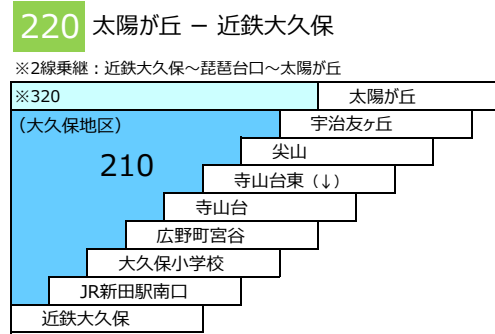 220 太陽が丘 － 近鉄大久保
※2線乗継：近鉄大久保～琵琶台口～太陽が丘
※320 太陽が丘
（大久保地区） 宇治友ヶ丘
210 尖山
寺山台東（↓）
寺山台
広野町宮谷
大久保小学校
JR新田駅南口
近鉄大久保